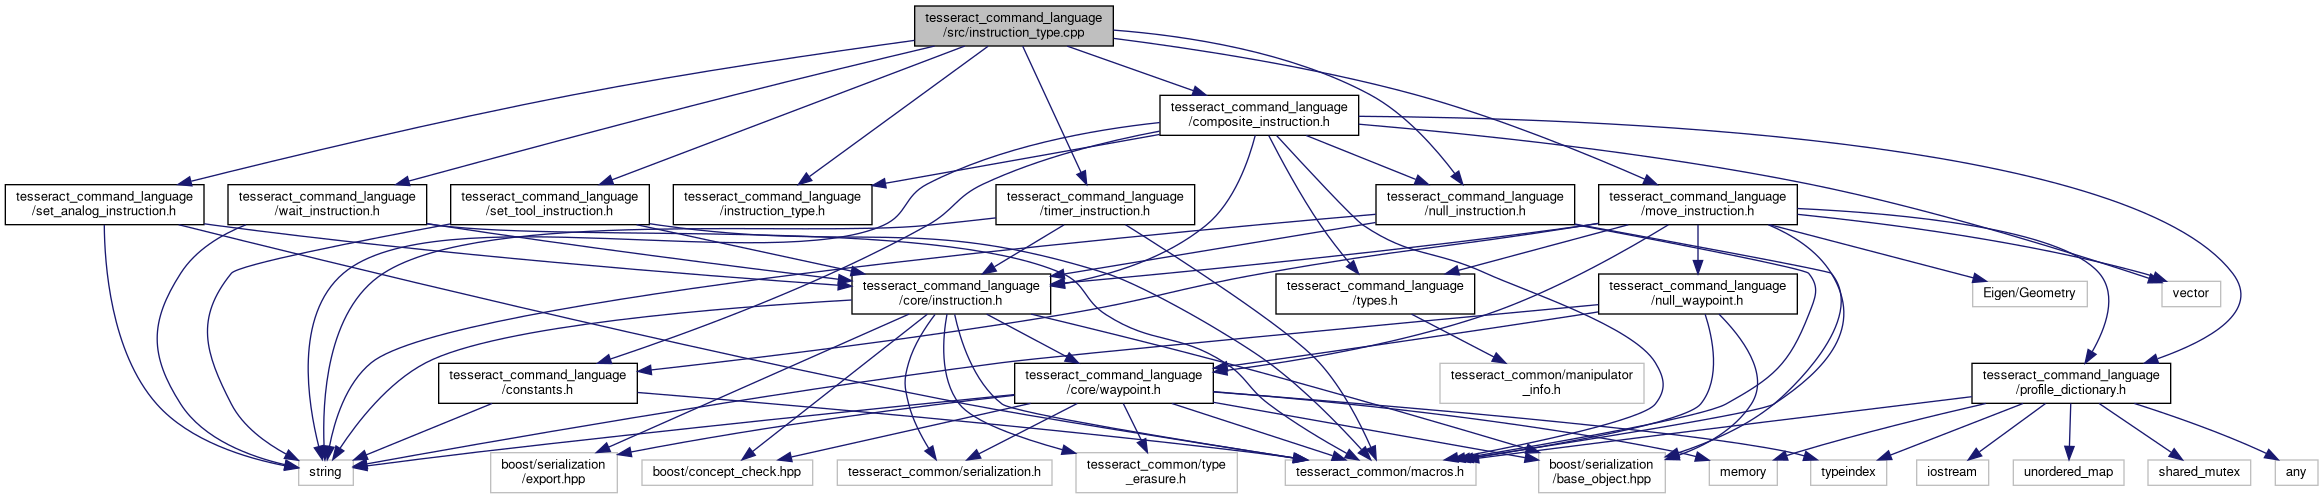 tesseract_command_language
/src/instruction_type.cpp
tesseract_command_language
/composite_instruction.h
tesseract_command_language
/set_analog_instruction.h
tesseract_command_language
/wait_instruction.h
tesseract_command_language
/set_tool_instruction.h
tesseract_command_language
/instruction_type.h
tesseract_command_language
/timer_instruction.h
tesseract_command_language
/null_instruction.h
tesseract_command_language
/move_instruction.h
tesseract_command_language
/core/instruction.h
tesseract_command_language
/types.h
tesseract_command_language
/null_waypoint.h
Eigen/Geometry
vector
tesseract_command_language
/constants.h
tesseract_command_language
/core/waypoint.h
tesseract_common/manipulator
_info.h
tesseract_command_language
/profile_dictionary.h
string
boost/serialization
/export.hpp
boost/concept_check.hpp
tesseract_common/serialization.h
tesseract_common/type
_erasure.h
tesseract_common/macros.h
boost/serialization
/base_object.hpp
memory
typeindex
iostream
unordered_map
shared_mutex
any